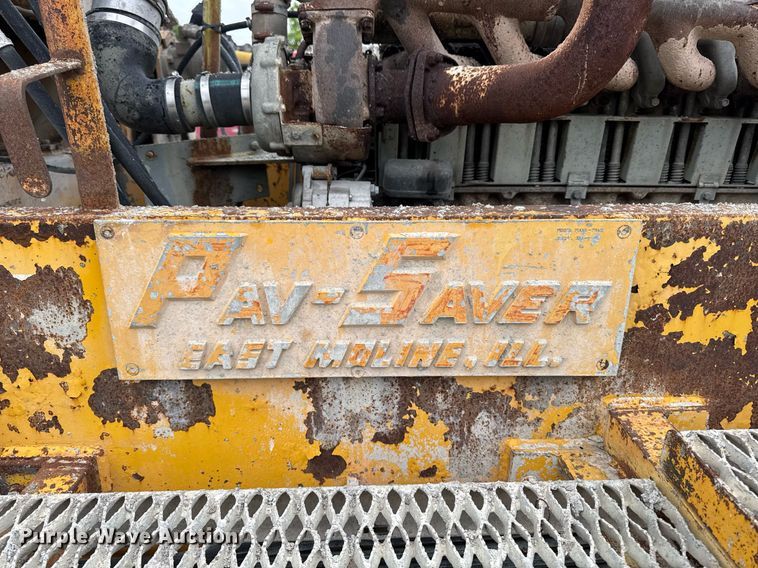 PAV-SAVER
EAST MOLINE, ILL.
Purple Wave Auction